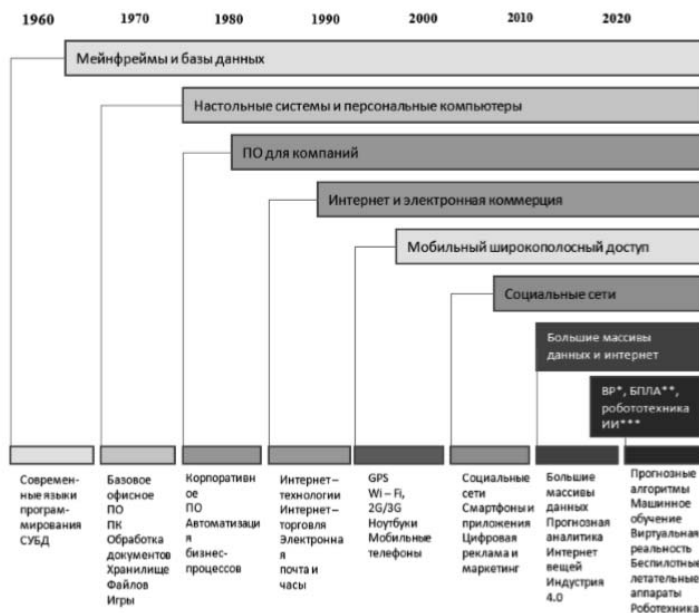 1960 1970 1980 1990 2000 2010 2020
Мейнфреймы и базы данных
Настольные системы и персональные компьютеры
ПО для компаний
Интернет и электронная коммерция
Мобильный широкополосный доступ
Социальные сети
Большие массивы
данных и интернет
ВР*, БПЛА**,
робототехника
ИИ***
Современ-
ные языки
програм-
мирования
СУБД
Базовое
офисное
ПО
ПК
Обработка
документов
Хранилище
Файлов
Игры
Корпоративн
ое
ПО
Автоматизаци
я
бизнес-
процессов
Интернет–
технологии
Интернет–
торговля
Электронна
я
почта и
часы
GPS
Wi – Fi,
2G/3G
Ноутбуки
Мобильные
телефоны
Социальные
сети
Смартфоны и
приложения
Цифровая
реклама и
маркетинг
Большие
массивы
данных
Прогнозная
аналитика
Интернет
вещей
Индустрия
4.0
Прогнозные
алгоритмы
Машинное
обучение
Виртуальная
реальность
Беспилотные
летательные
аппараты
Роботехника